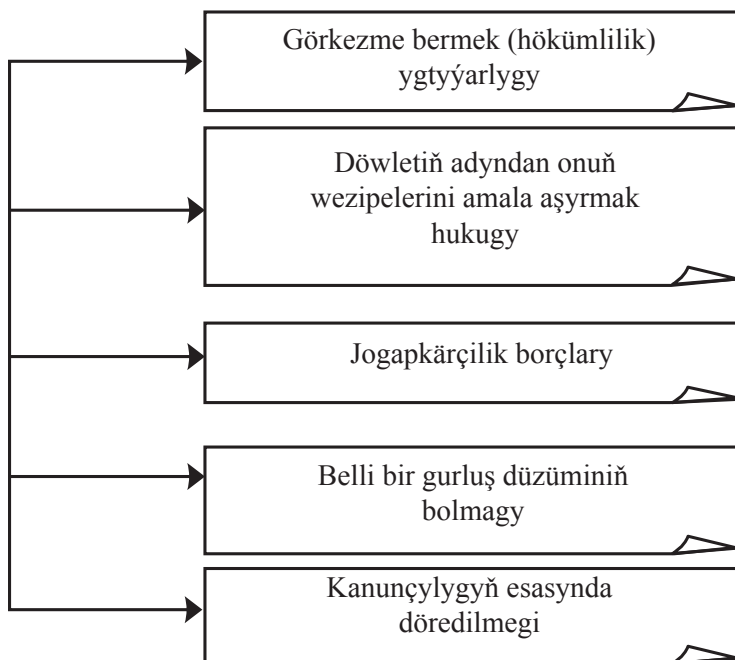 Görkezme bermek (hökümlilik)
ygtyýarlygy
Döwletiň adyndan onuň
wezipelerini amala aşyrmak
hukugy
Jogapkärçilik borçlary
Belli bir gurluş düzüminiň
bolmagy
Kanunçylygyň esasynda
döredilmegi